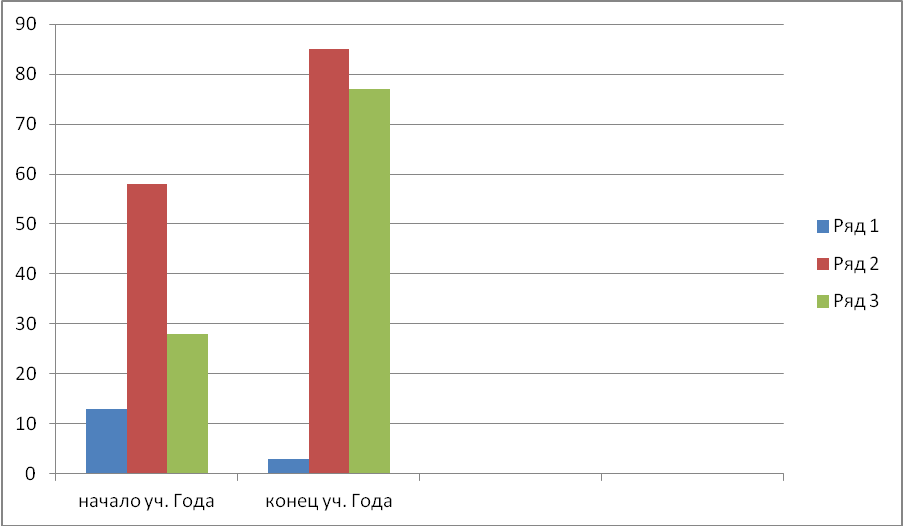 90
80
70
60
50
40
30
20
10
0
начало уч. Года
конец уч. Года
Ряд 1
Ряд 2
Ряд 3